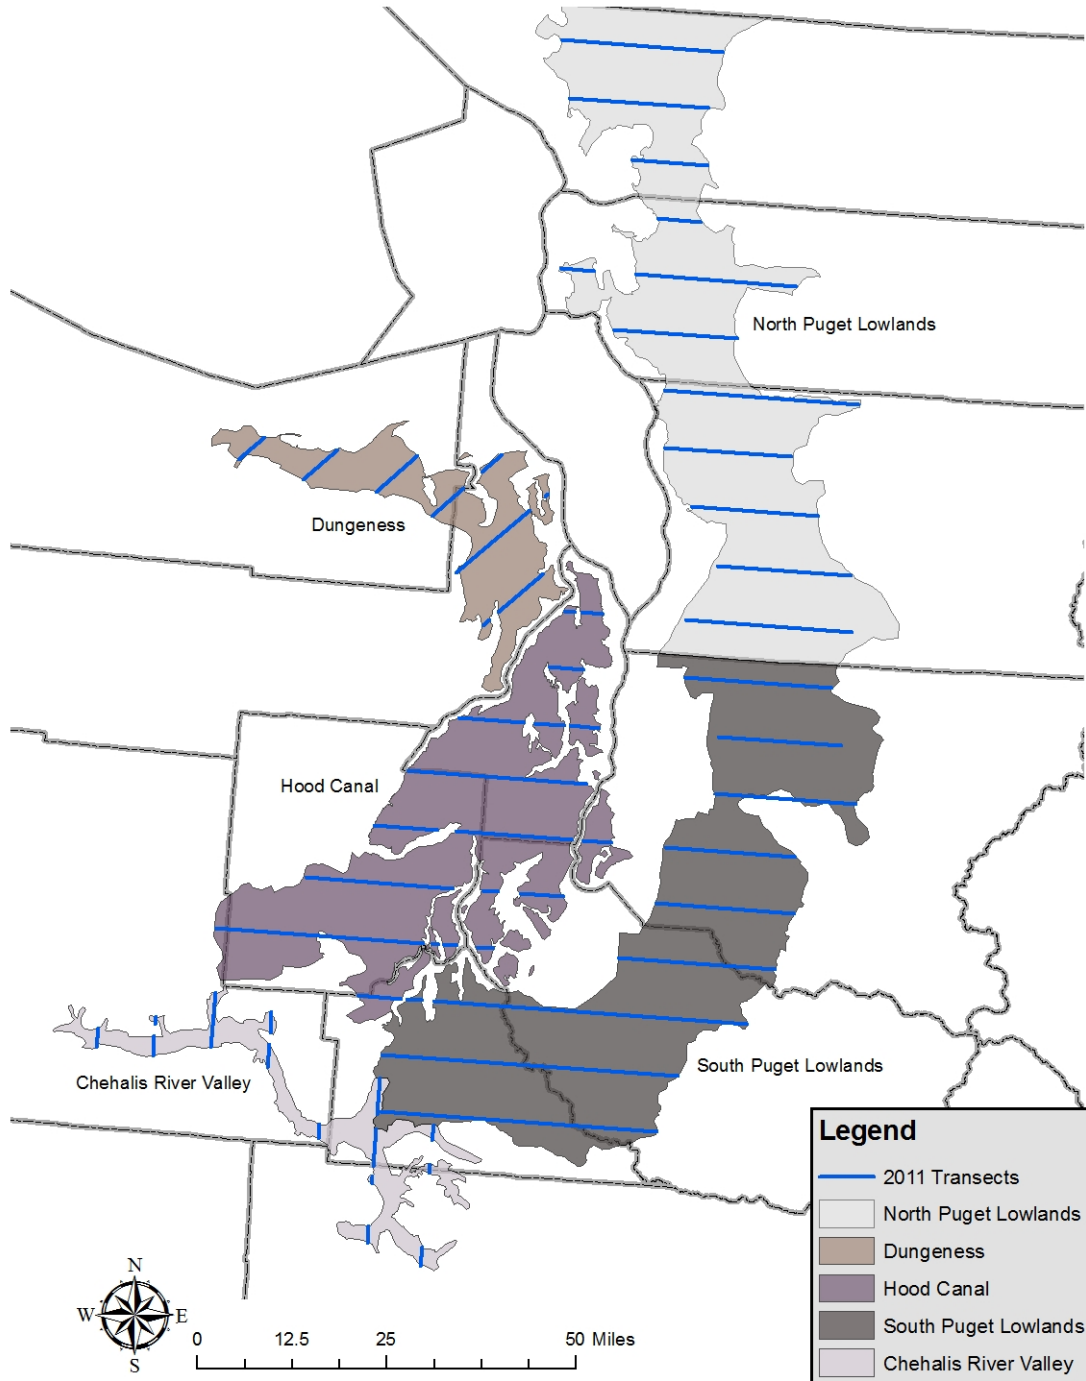 North Puget Lowlands
Dungeness
Hood Canal
South Puget Lowlands
Chehalis River Valley
Legend
2011 Transects
North Puget Lowlands
Dungeness
Hood Canal
South Puget Lowlands
Chehalis River Valley
N
W E
S
0 12.5 25 50 Miles